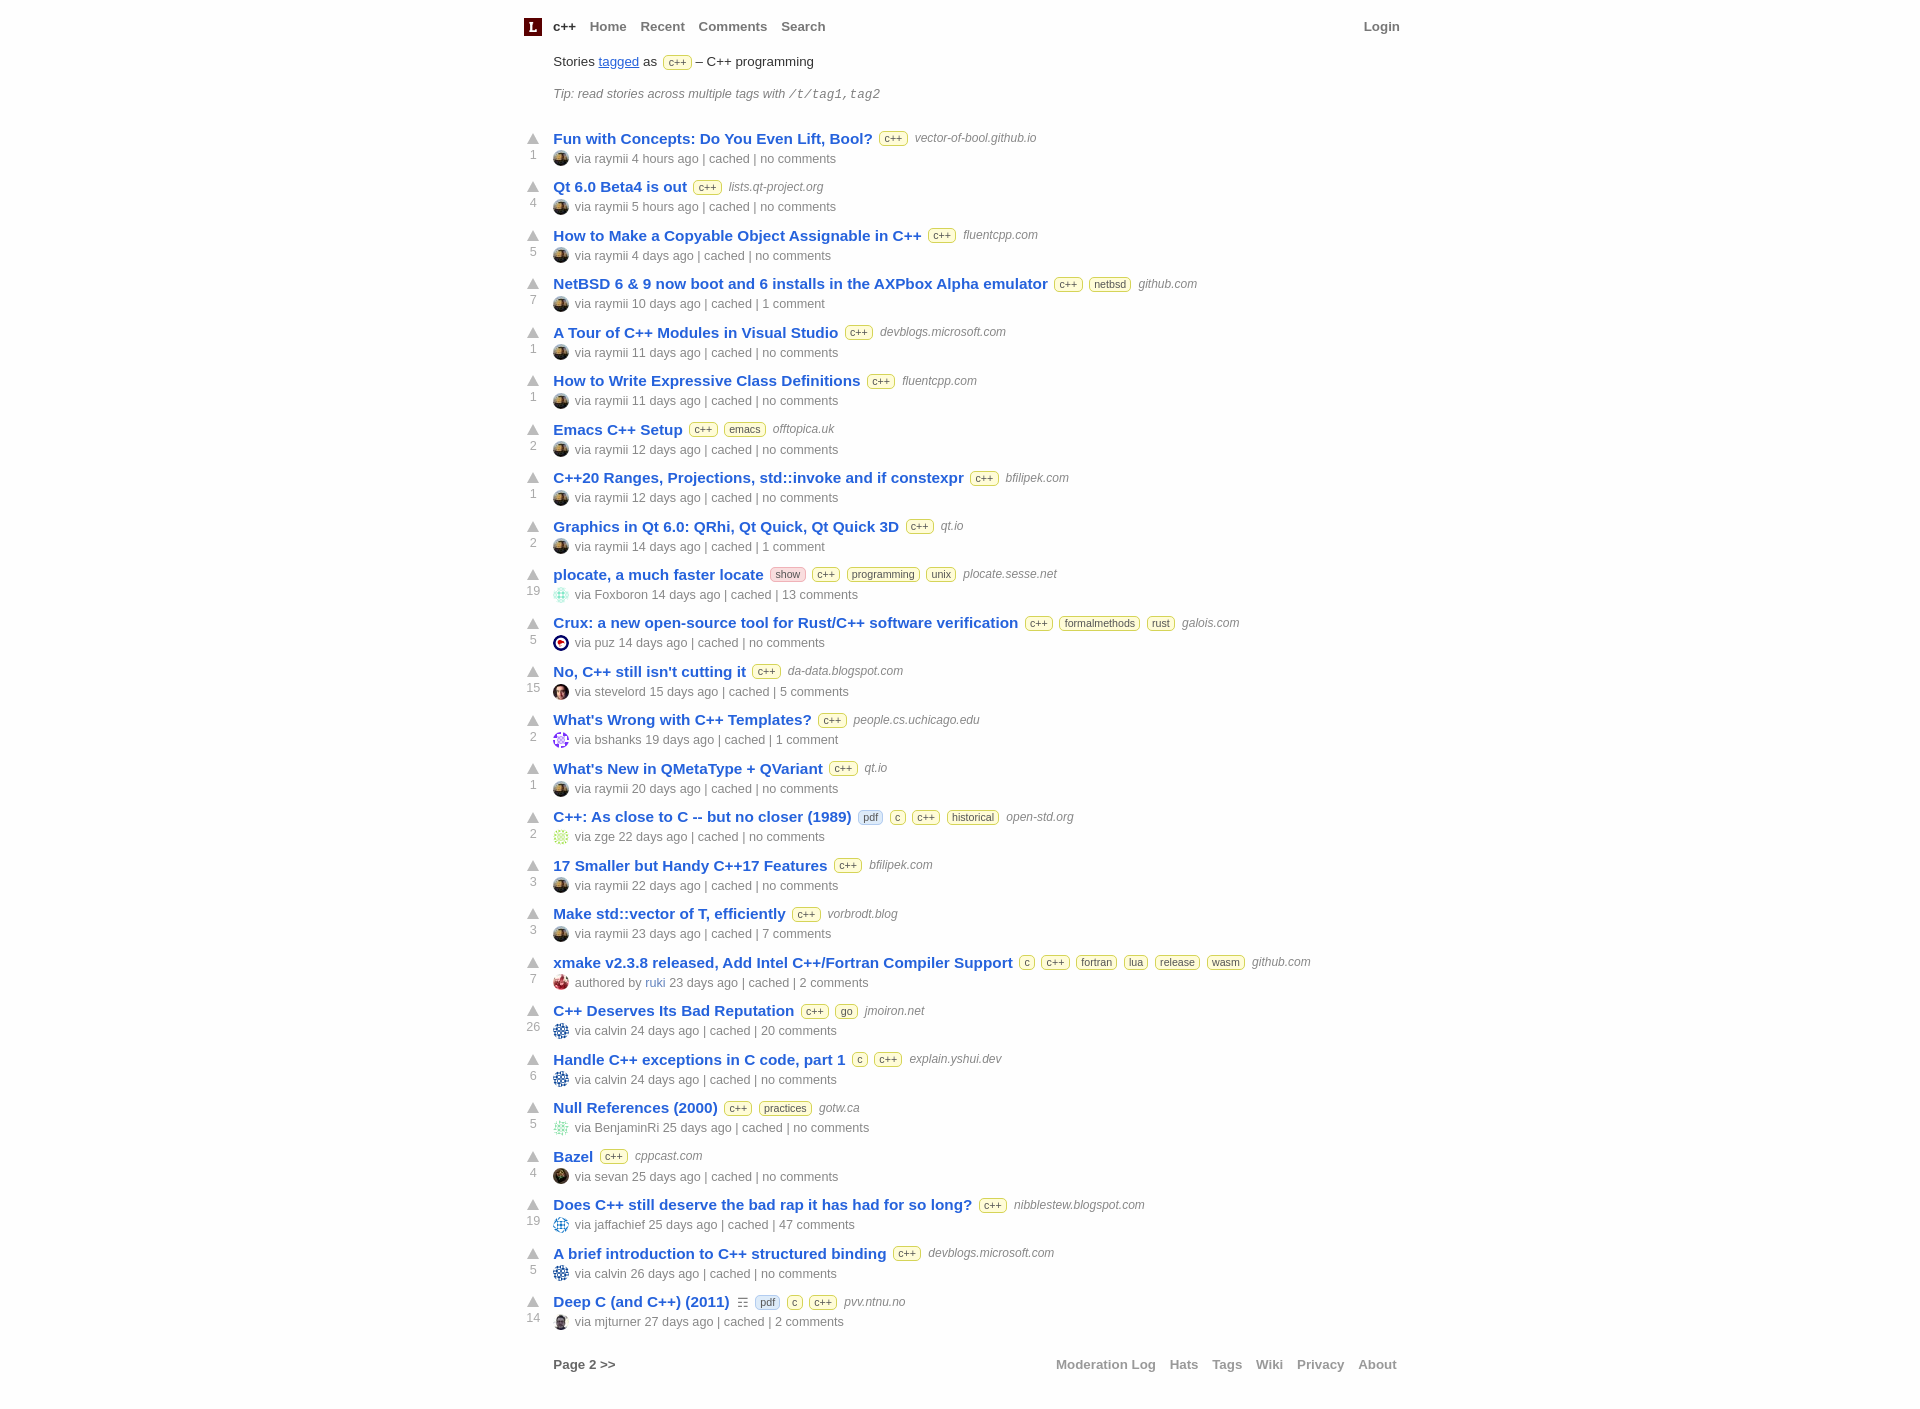 L c++ Home Recent Comments Search Login
Stories tagged as c++ – C++ programming
Tip: read stories across multiple tags with /t/tag1,tag2
Fun with Concepts: Do You Even Lift, Bool? c++ vector-of-bool.github.io
1 via raymii 4 hours ago | cached | no comments
Qt 6.0 Beta4 is out c++ lists.qt-project.org
4 via raymii 5 hours ago | cached | no comments
How to Make a Copyable Object Assignable in C++ c++ fluentcpp.com
5 via raymii 4 days ago | cached | no comments
NetBSD 6 & 9 now boot and 6 installs in the AXPbox Alpha emulator c++ netbsd github.com
7 via raymii 10 days ago | cached | 1 comment
A Tour of C++ Modules in Visual Studio c++ devblogs.microsoft.com
1 via raymii 11 days ago | cached | no comments
How to Write Expressive Class Definitions c++ fluentcpp.com
1 via raymii 11 days ago | cached | no comments
Emacs C++ Setup c++ emacs offtopica.uk
2 via raymii 12 days ago | cached | no comments
C++20 Ranges, Projections, std::invoke and if constexpr c++ bfilipek.com
1 via raymii 12 days ago | cached | no comments
Graphics in Qt 6.0: QRhi, Qt Quick, Qt Quick 3D c++ qt.io
2 via raymii 14 days ago | cached | 1 comment
plocate, a much faster locate show c++ programming unix plocate.sesse.net
19 via Foxboron 14 days ago | cached | 13 comments
Crux: a new open-source tool for Rust/C++ software verification c++ formalmethods rust galois.com
5 via puz 14 days ago | cached | no comments
No, C++ still isn't cutting it c++ da-data.blogspot.com
15 via stevelord 15 days ago | cached | 5 comments
What's Wrong with C++ Templates? c++ people.cs.uchicago.edu
2 via bshanks 19 days ago | cached | 1 comment
What's New in QMetaType + QVariant c++ qt.io
1 via raymii 20 days ago | cached | no comments
C++: As close to C -- but no closer (1989) pdf c c++ historical open-std.org
2 via zge 22 days ago | cached | no comments
17 Smaller but Handy C++17 Features c++ bfilipek.com
3 via raymii 22 days ago | cached | no comments
Make std::vector of T, efficiently c++ vorbrodt.blog
3 via raymii 23 days ago | cached | 7 comments
xmake v2.3.8 released, Add Intel C++/Fortran Compiler Support c c++ fortran lua release wasm github.com
7 authored by ruki 23 days ago | cached | 2 comments
C++ Deserves Its Bad Reputation c++ go jmoiron.net
26 via calvin 24 days ago | cached | 20 comments
Handle C++ exceptions in C code, part 1 c c++ explain.yshui.dev
6 via calvin 24 days ago | cached | no comments
Null References (2000) c++ practices gotw.ca
5 via BenjaminRi 25 days ago | cached | no comments
Bazel c++ cppcast.com
4 via sevan 25 days ago | cached | no comments
Does C++ still deserve the bad rap it has had for so long? c++ nibblestew.blogspot.com
19 via jaffachief 25 days ago | cached | 47 comments
A brief introduction to C++ structured binding c++ devblogs.microsoft.com
5 via calvin 26 days ago | cached | no comments
Deep C (and C++) (2011) ☶ pdf c c++ pvv.ntnu.no
14 via mjturner 27 days ago | cached | 2 comments
Page 2 >> Moderation Log Hats Tags Wiki Privacy About